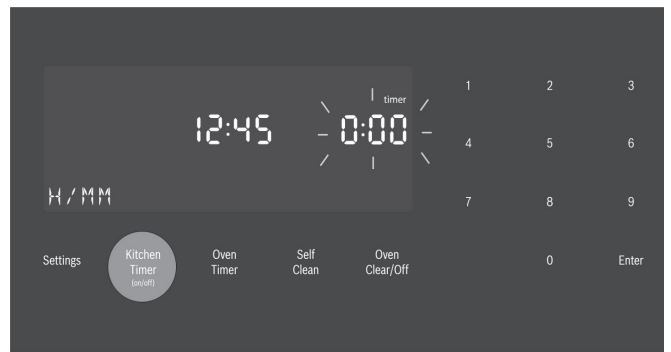 timer
12:45 0:00
H/MM
1 2 3
4 5 6
7 8 9
0 Enter
Settings
Kitchen
Timer
(on/off)
Oven
Timer
Self
Clean
Oven
Clear/Off